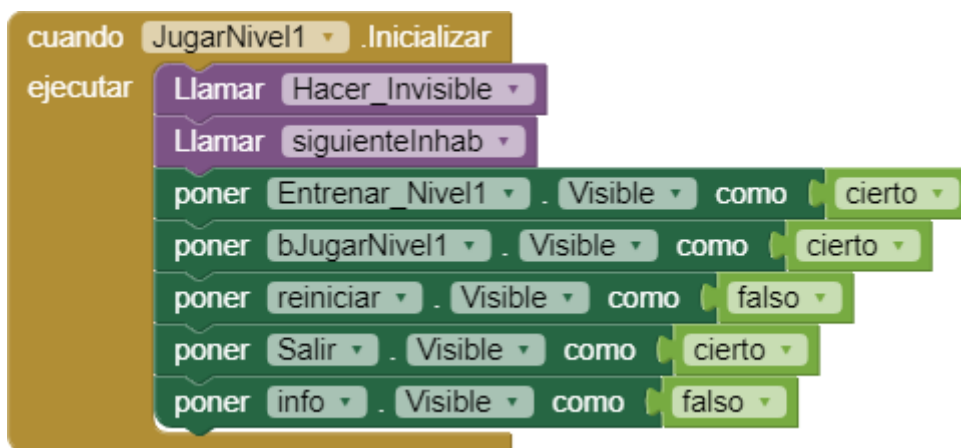 cuando JugarNivel1 .Inicializar
ejecutar Llamar Hacer_Invisible
Llamar siguienteInhab
poner Entrenar_Nivel1 . Visible como cierto
poner bJugarNivel1 . Visible como cierto
poner reiniciar . Visible como falso
poner Salir . Visible como cierto
poner info . Visible como falso